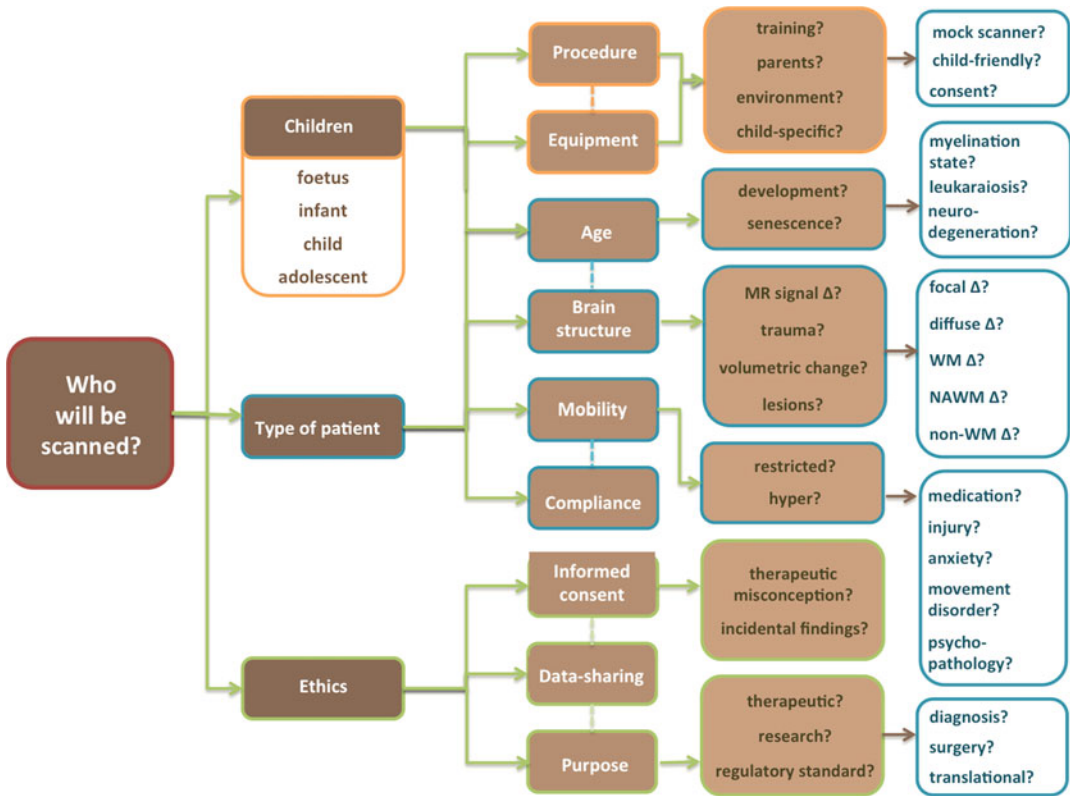 Who
will be
scanned?
Children
foetus
infant
child
adolescent
Type of patient
Ethics
Procedure
Equipment
Age
Brain
structure
Mobility
Compliance
Informed
consent
Data-sharing
Purpose
training?
parents?
environment?
child-specific?
development?
senescence?
MR signal Δ?
trauma?
volumetric change?
lesions?
restricted?
hyper?
therapeutic
misconception?
incidental findings?
therapeutic?
research?
regulatory standard?
mock scanner?
child-friendly?
consent?
myelination
state?
leukaraiosis?
neuro-
degeneration?
focal Δ?
diffuse Δ?
WM Δ?
NAWM Δ?
non-WM Δ?
medication?
injury?
anxiety?
movement
disorder?
psycho-
pathology?
diagnosis?
surgery?
translational?